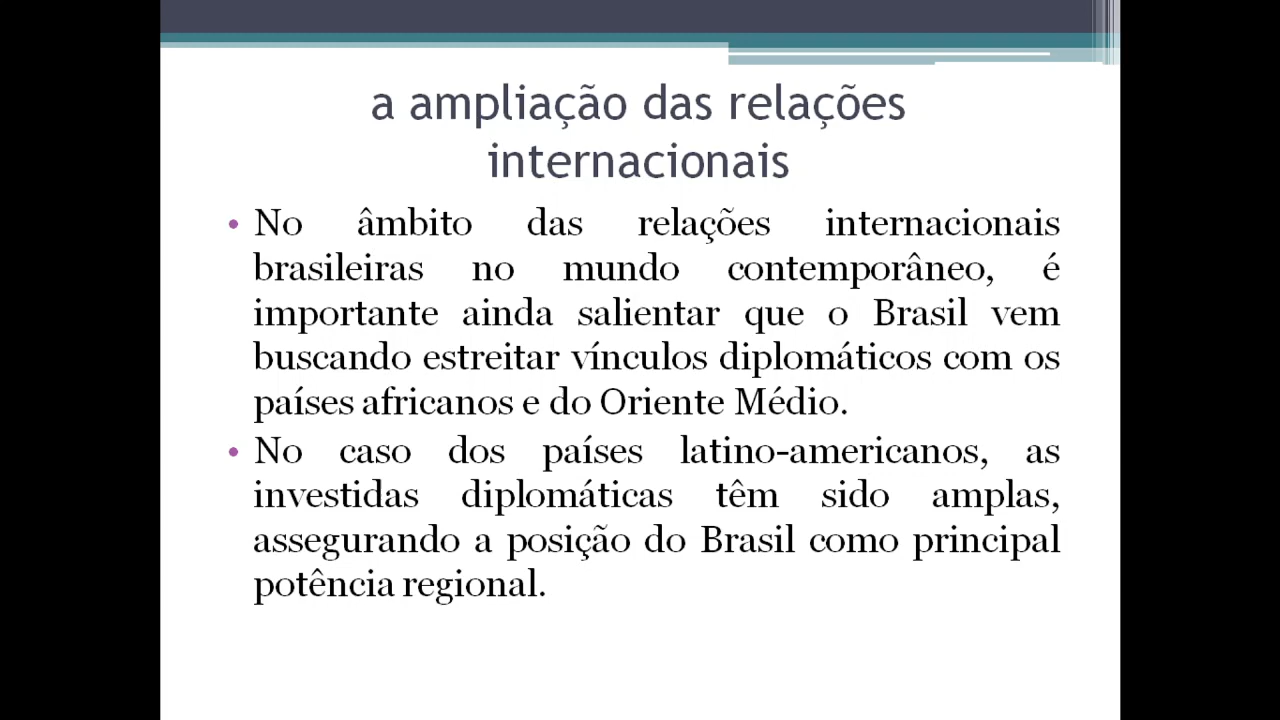 a ampliação das relações
internacionais
• No âmbito das relações internacionais
brasileiras no mundo contemporâneo, é
importante ainda salientar que o Brasil vem
buscando estreitar vínculos diplomáticos com os
países africanos e do Oriente Médio.
• No caso dos países latino-americanos, as
investidas diplomáticas têm sido amplas,
assegurando a posição do Brasil como principal
potência regional.